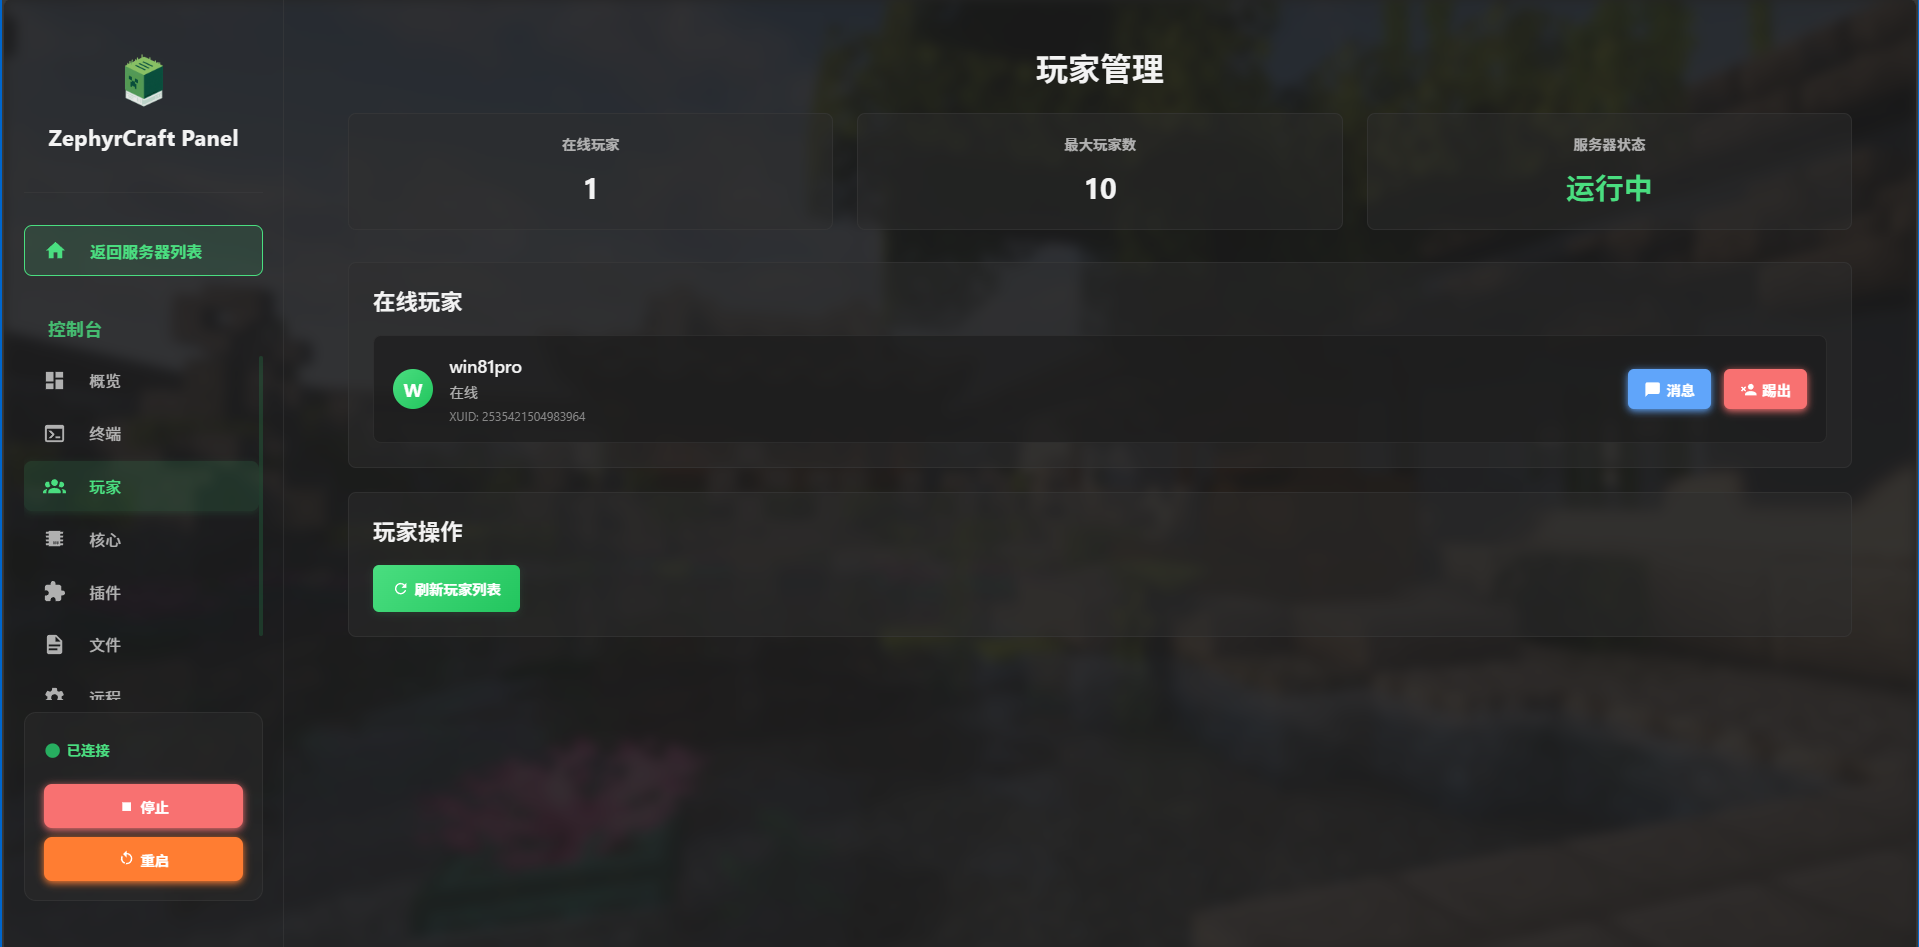 ZephyrCraft Panel
返回服务器列表
控制台
概览
终端
玩家
核心
插件
文件
远程
已连接
停止
重启
玩家管理
在线玩家
1
最大玩家数
10
服务器状态
运行中
在线玩家
W
win81pro
在线
XUID: 2535421504983964
消息
踢出
玩家操作
刷新玩家列表